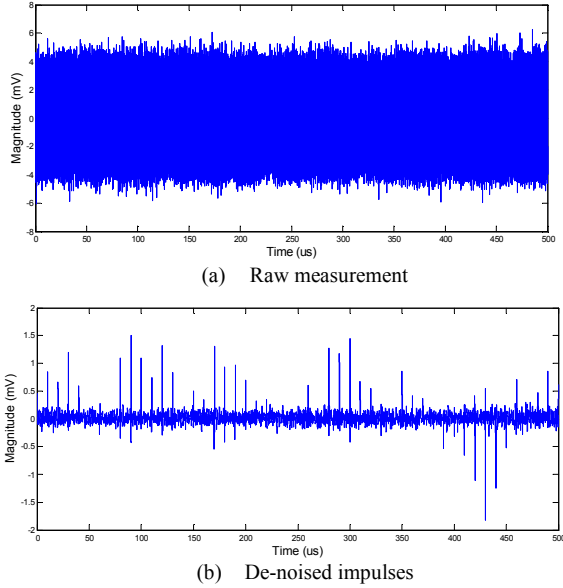 8
6
4
2
0
-2
-4
-6
-8
Magnitude (mV)
0 50 100 150 200 250 300 350 400 450 500
Time (us)
(a) Raw measurement
2
1.5
1
0.5
0
-0.5
-1
-1.5
-2
Magnitude (mV)
0 50 100 150 200 250 300 350 400 450 500
Time (us)
(b) De-noised impulses